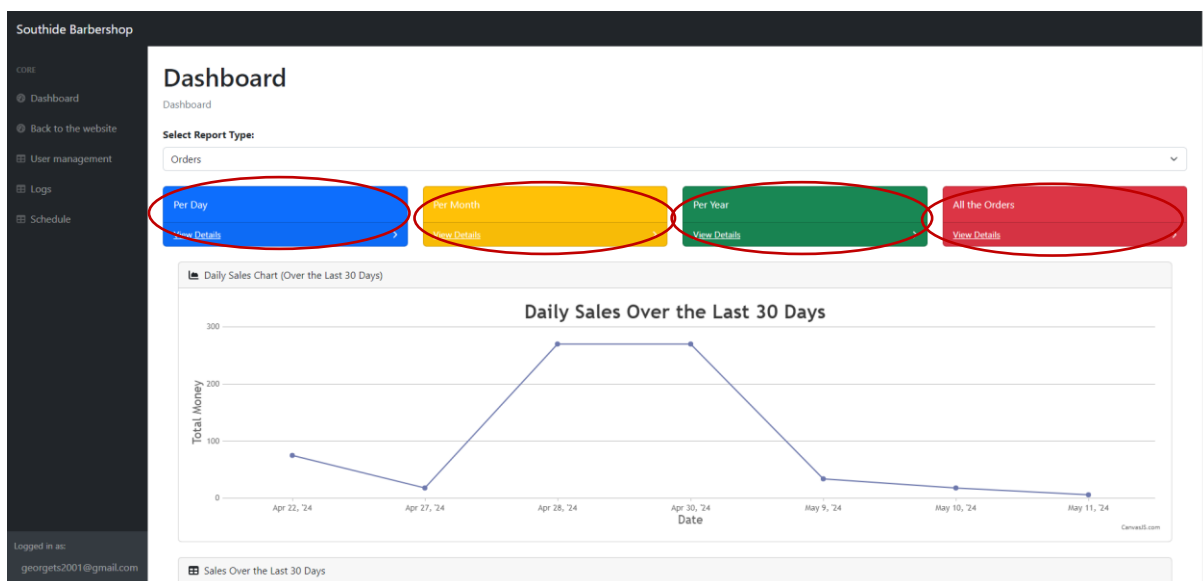 Southide Barbershop
CORE
Dashboard
Back to the website
User management
Logs
Schedule
Logged in as:
georgets2001@gmail.com
Dashboard
Dashboard
Select Report Type:
Orders
Per Day
View Details
Per Month
View Details
Per Year
View Details
All the Orders
View Details
Daily Sales Chart (Over the Last 30 Days)
Daily Sales Over the Last 30 Days
Total Money
300
200
100
0
Apr 22, '24
Apr 27, '24
Apr 28, '24
Apr 30, '24
May 9, '24
May 10, '24
May 11, '24
Date
CanvasJS.com
Sales Over the Last 30 Days